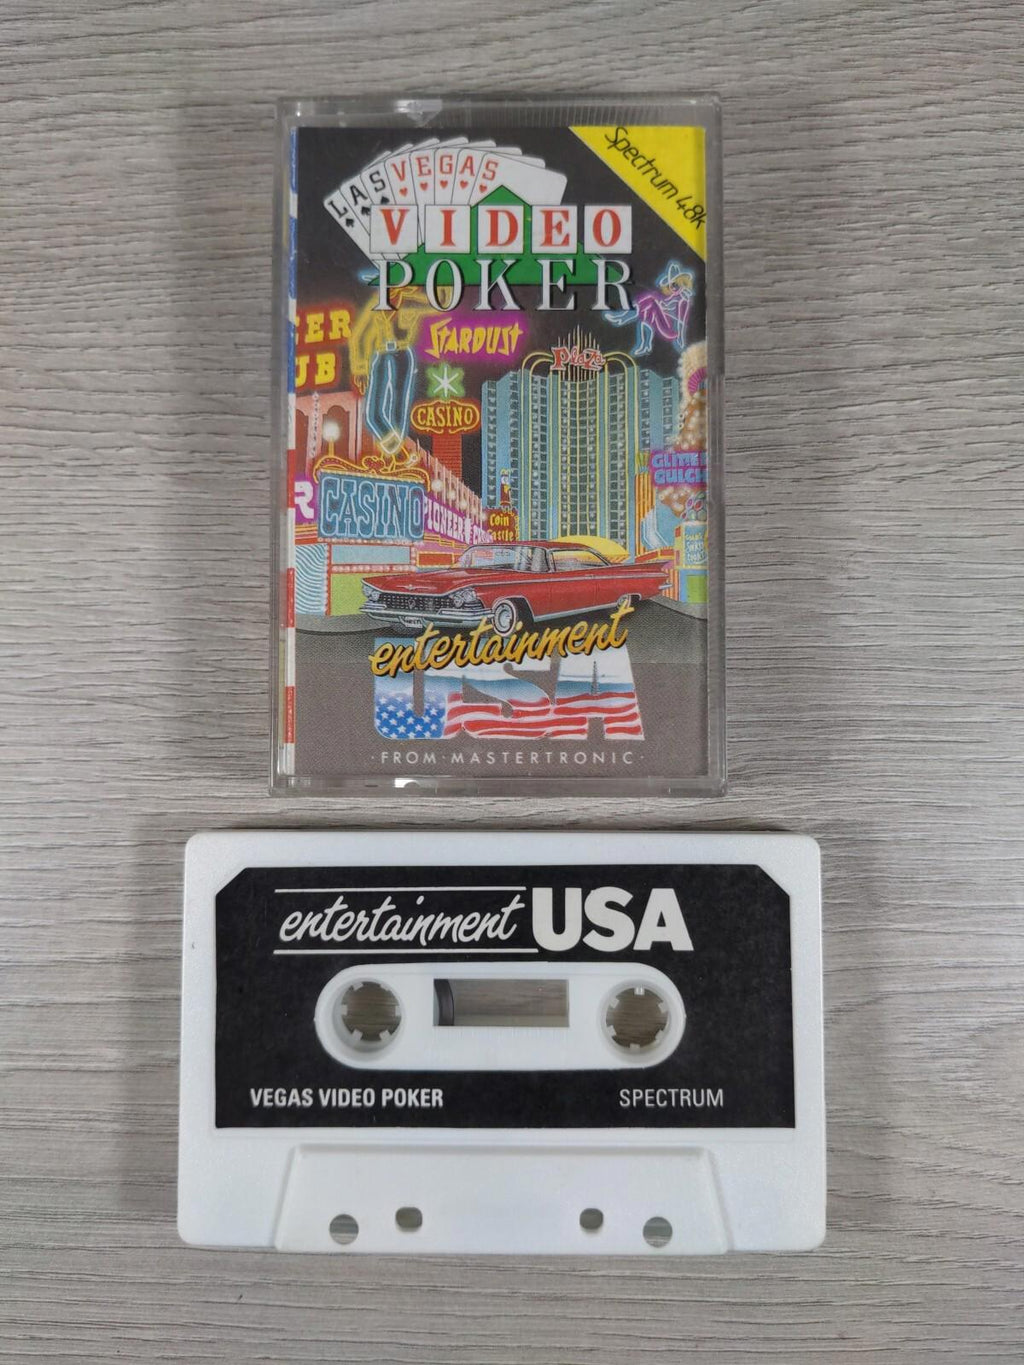 Spectrum 48k
LAS VEGAS
VIDEO
POKER
STARDUST
Plaza
CASINO
CASINO
PIONEER
Coin
Castle
entertainment
USA
·FROM·MASTERTRONIC·
entertainment USA
VEGAS VIDEO POKER
SPECTRUM